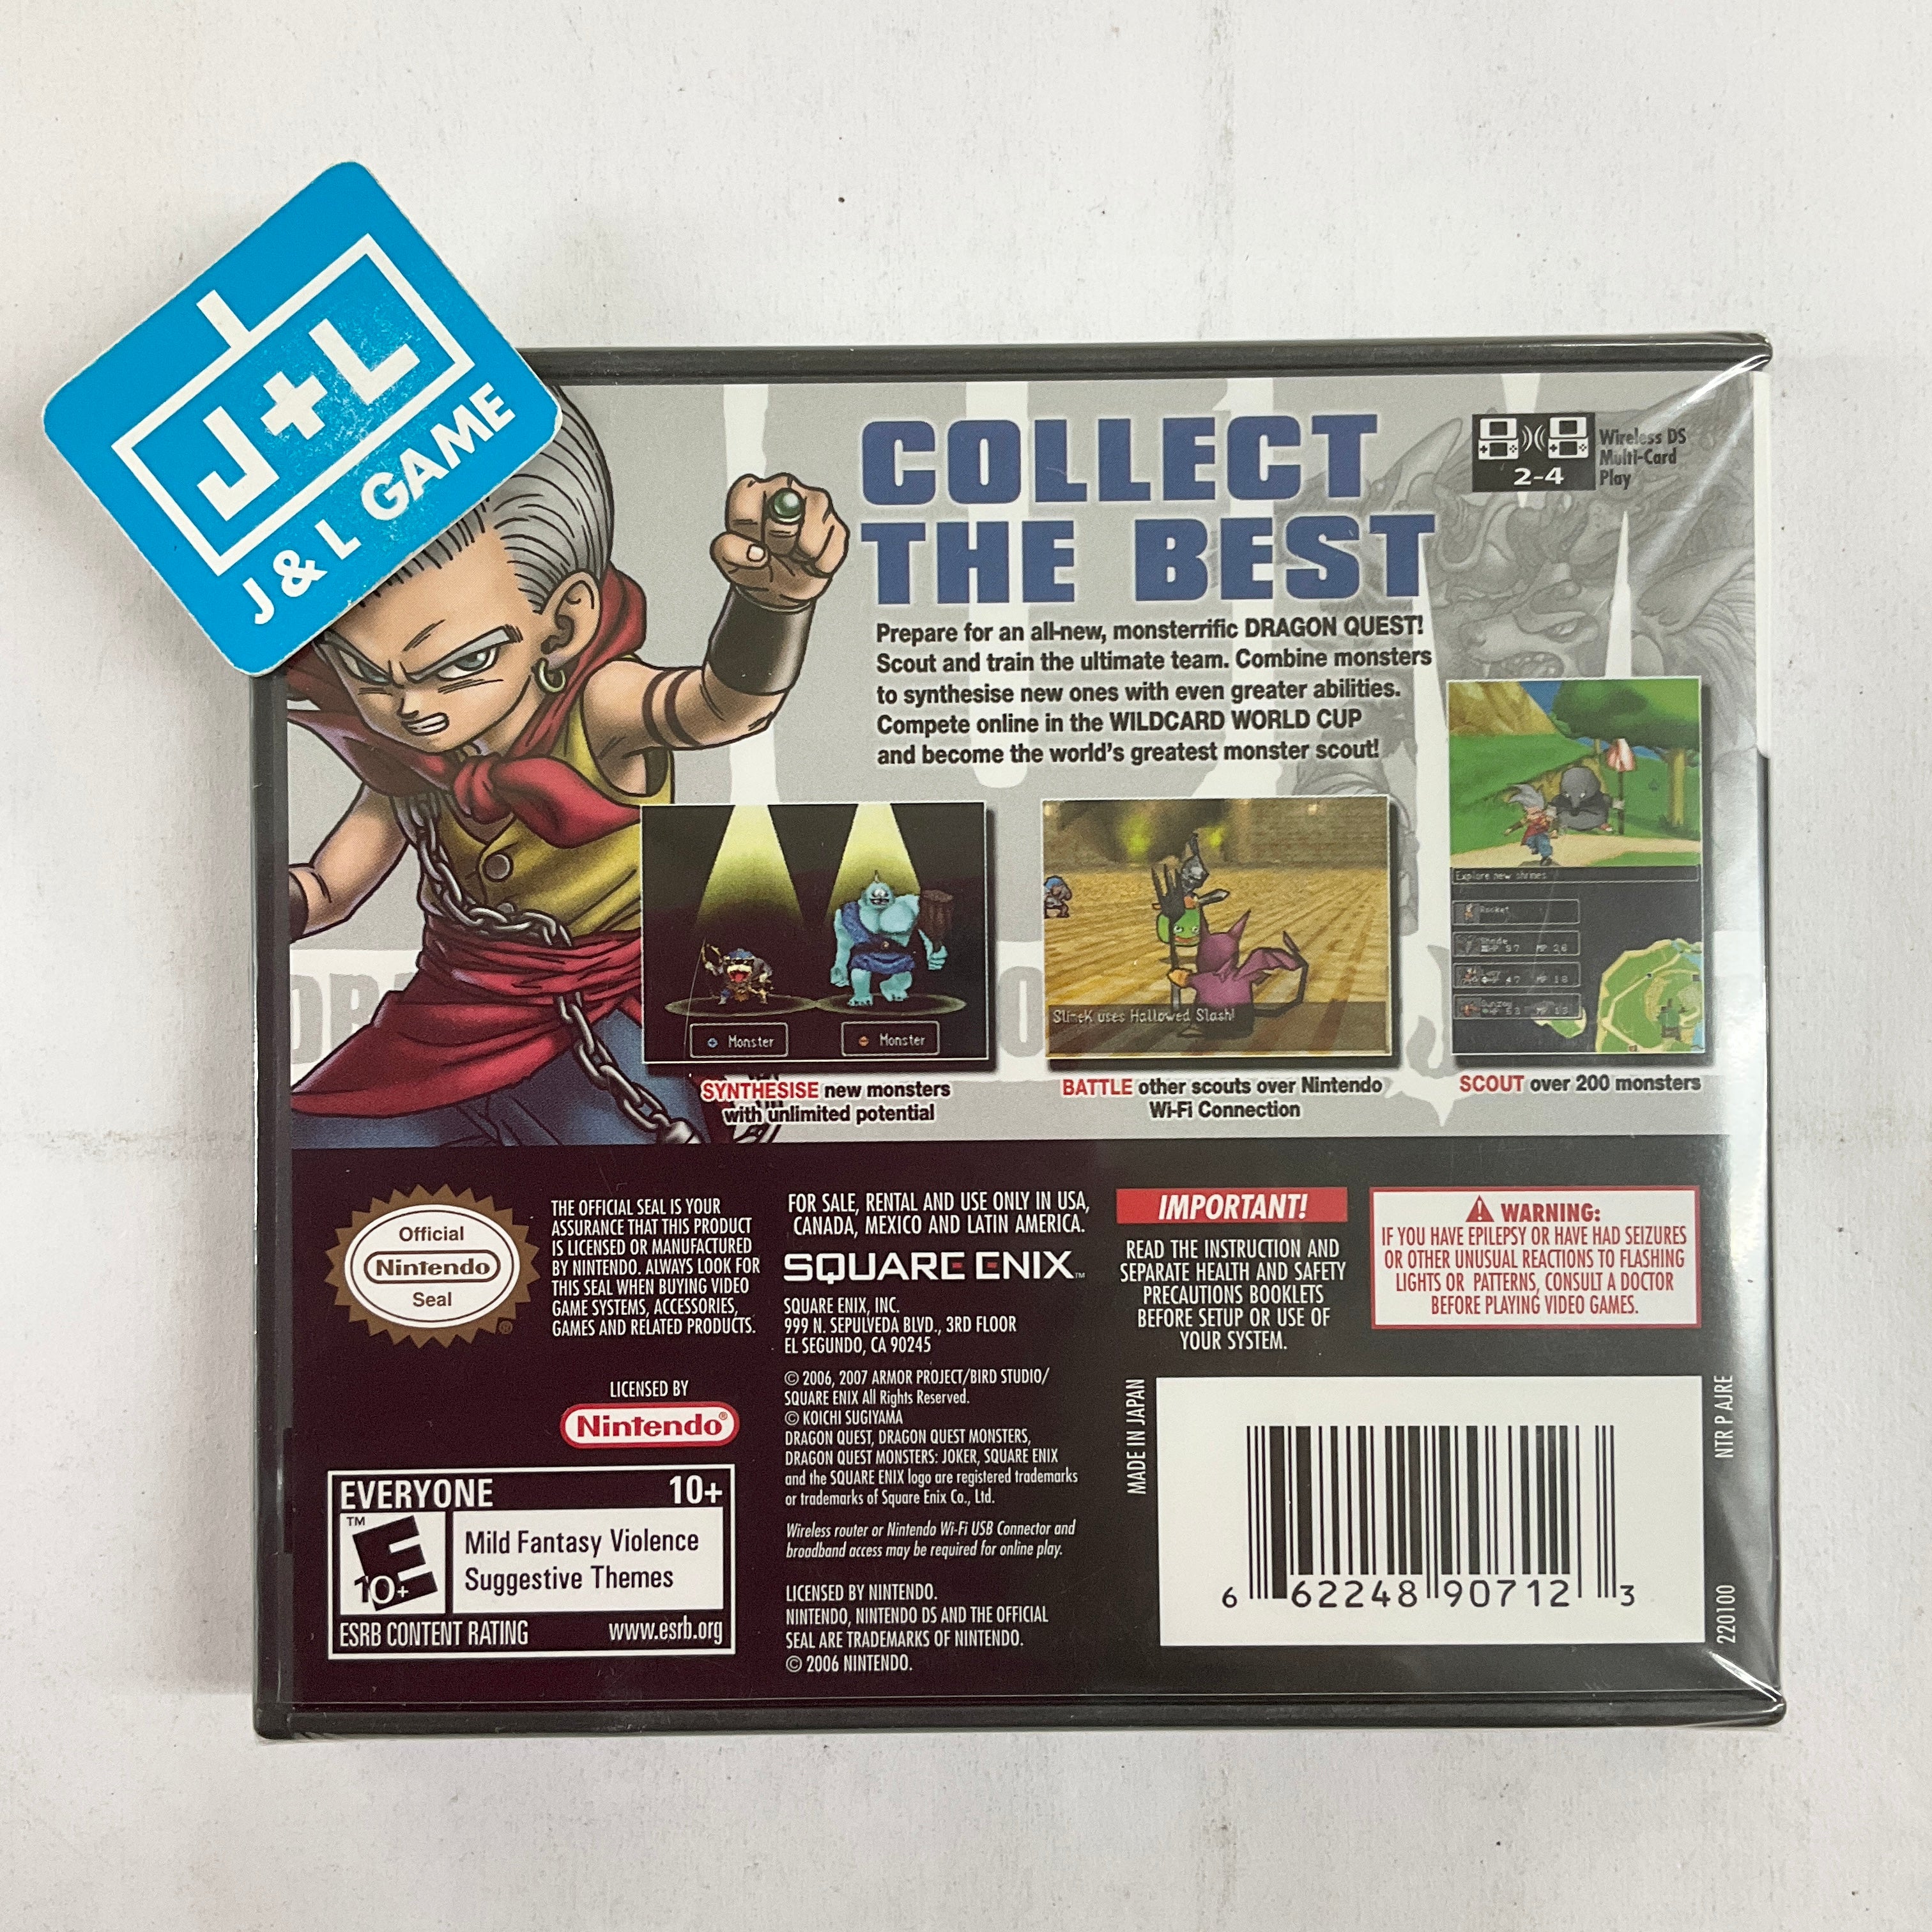 J+L
J & L GAME
COLLECT
THE BEST
2-4
Wireless DS
Multi-Card
Play
Prepare for an all-new, monsterrific DRAGON QUEST!
Scout and train the ultimate team. Combine monsters
to synthesise new ones with even greater abilities.
Compete online in the WILDCARD WORLD CUP
and become the world's greatest monster scout!
Monster
Monster
SYNTHESISE new monsters
with unlimited potential
uses Hallowed Slash!
BATTLE other scouts over Nintendo
Wi-Fi Connection
Explore new shrines
Rocket
SCOUT over 200 monsters
Official
Nintendo
Seal
®
THE OFFICIAL SEAL IS YOUR
ASSURANCE THAT THIS PRODUCT
IS LICENSED OR MANUFACTURED
BY NINTENDO. ALWAYS LOOK FOR
THIS SEAL WHEN BUYING VIDEO
GAME SYSTEMS, ACCESSORIES,
GAMES AND RELATED PRODUCTS.
LICENSED BY
Nintendo®
EVERYONE 10+
TM
E
10+
Mild Fantasy Violence
Suggestive Themes
ESRB CONTENT RATING www.esrb.org
FOR SALE, RENTAL AND USE ONLY IN USA,
CANADA, MEXICO AND LATIN AMERICA.
SQUARE ENIX™
SQUARE ENIX, INC.
999 N. SEPULVEDA BLVD., 3RD FLOOR
EL SEGUNDO, CA 90245
© 2006, 2007 ARMOR PROJECT/BIRD STUDIO/
SQUARE ENIX All Rights Reserved.
© KOICHI SUGIYAMA
DRAGON QUEST, DRAGON QUEST MONSTERS,
DRAGON QUEST MONSTERS: JOKER, SQUARE ENIX
and the SQUARE ENIX logo are registered trademarks
or trademarks of Square Enix Co., Ltd.
Wireless router or Nintendo Wi-Fi USB Connector and
broadband access may be required for online play.
LICENSED BY NINTENDO.
NINTENDO, NINTENDO DS AND THE OFFICIAL
SEAL ARE TRADEMARKS OF NINTENDO.
© 2006 NINTENDO.
IMPORTANT!
READ THE INSTRUCTION AND
SEPARATE HEALTH AND SAFETY
PRECAUTIONS BOOKLETS
BEFORE SETUP OR USE OF
YOUR SYSTEM.
WARNING:
IF YOU HAVE EPILEPSY OR HAVE HAD SEIZURES
OR OTHER UNUSUAL REACTIONS TO FLASHING
LIGHTS OR PATTERNS, CONSULT A DOCTOR
BEFORE PLAYING VIDEO GAMES.
MADE IN JAPAN
6 62248 90712 3
NTR P AJRE
220100